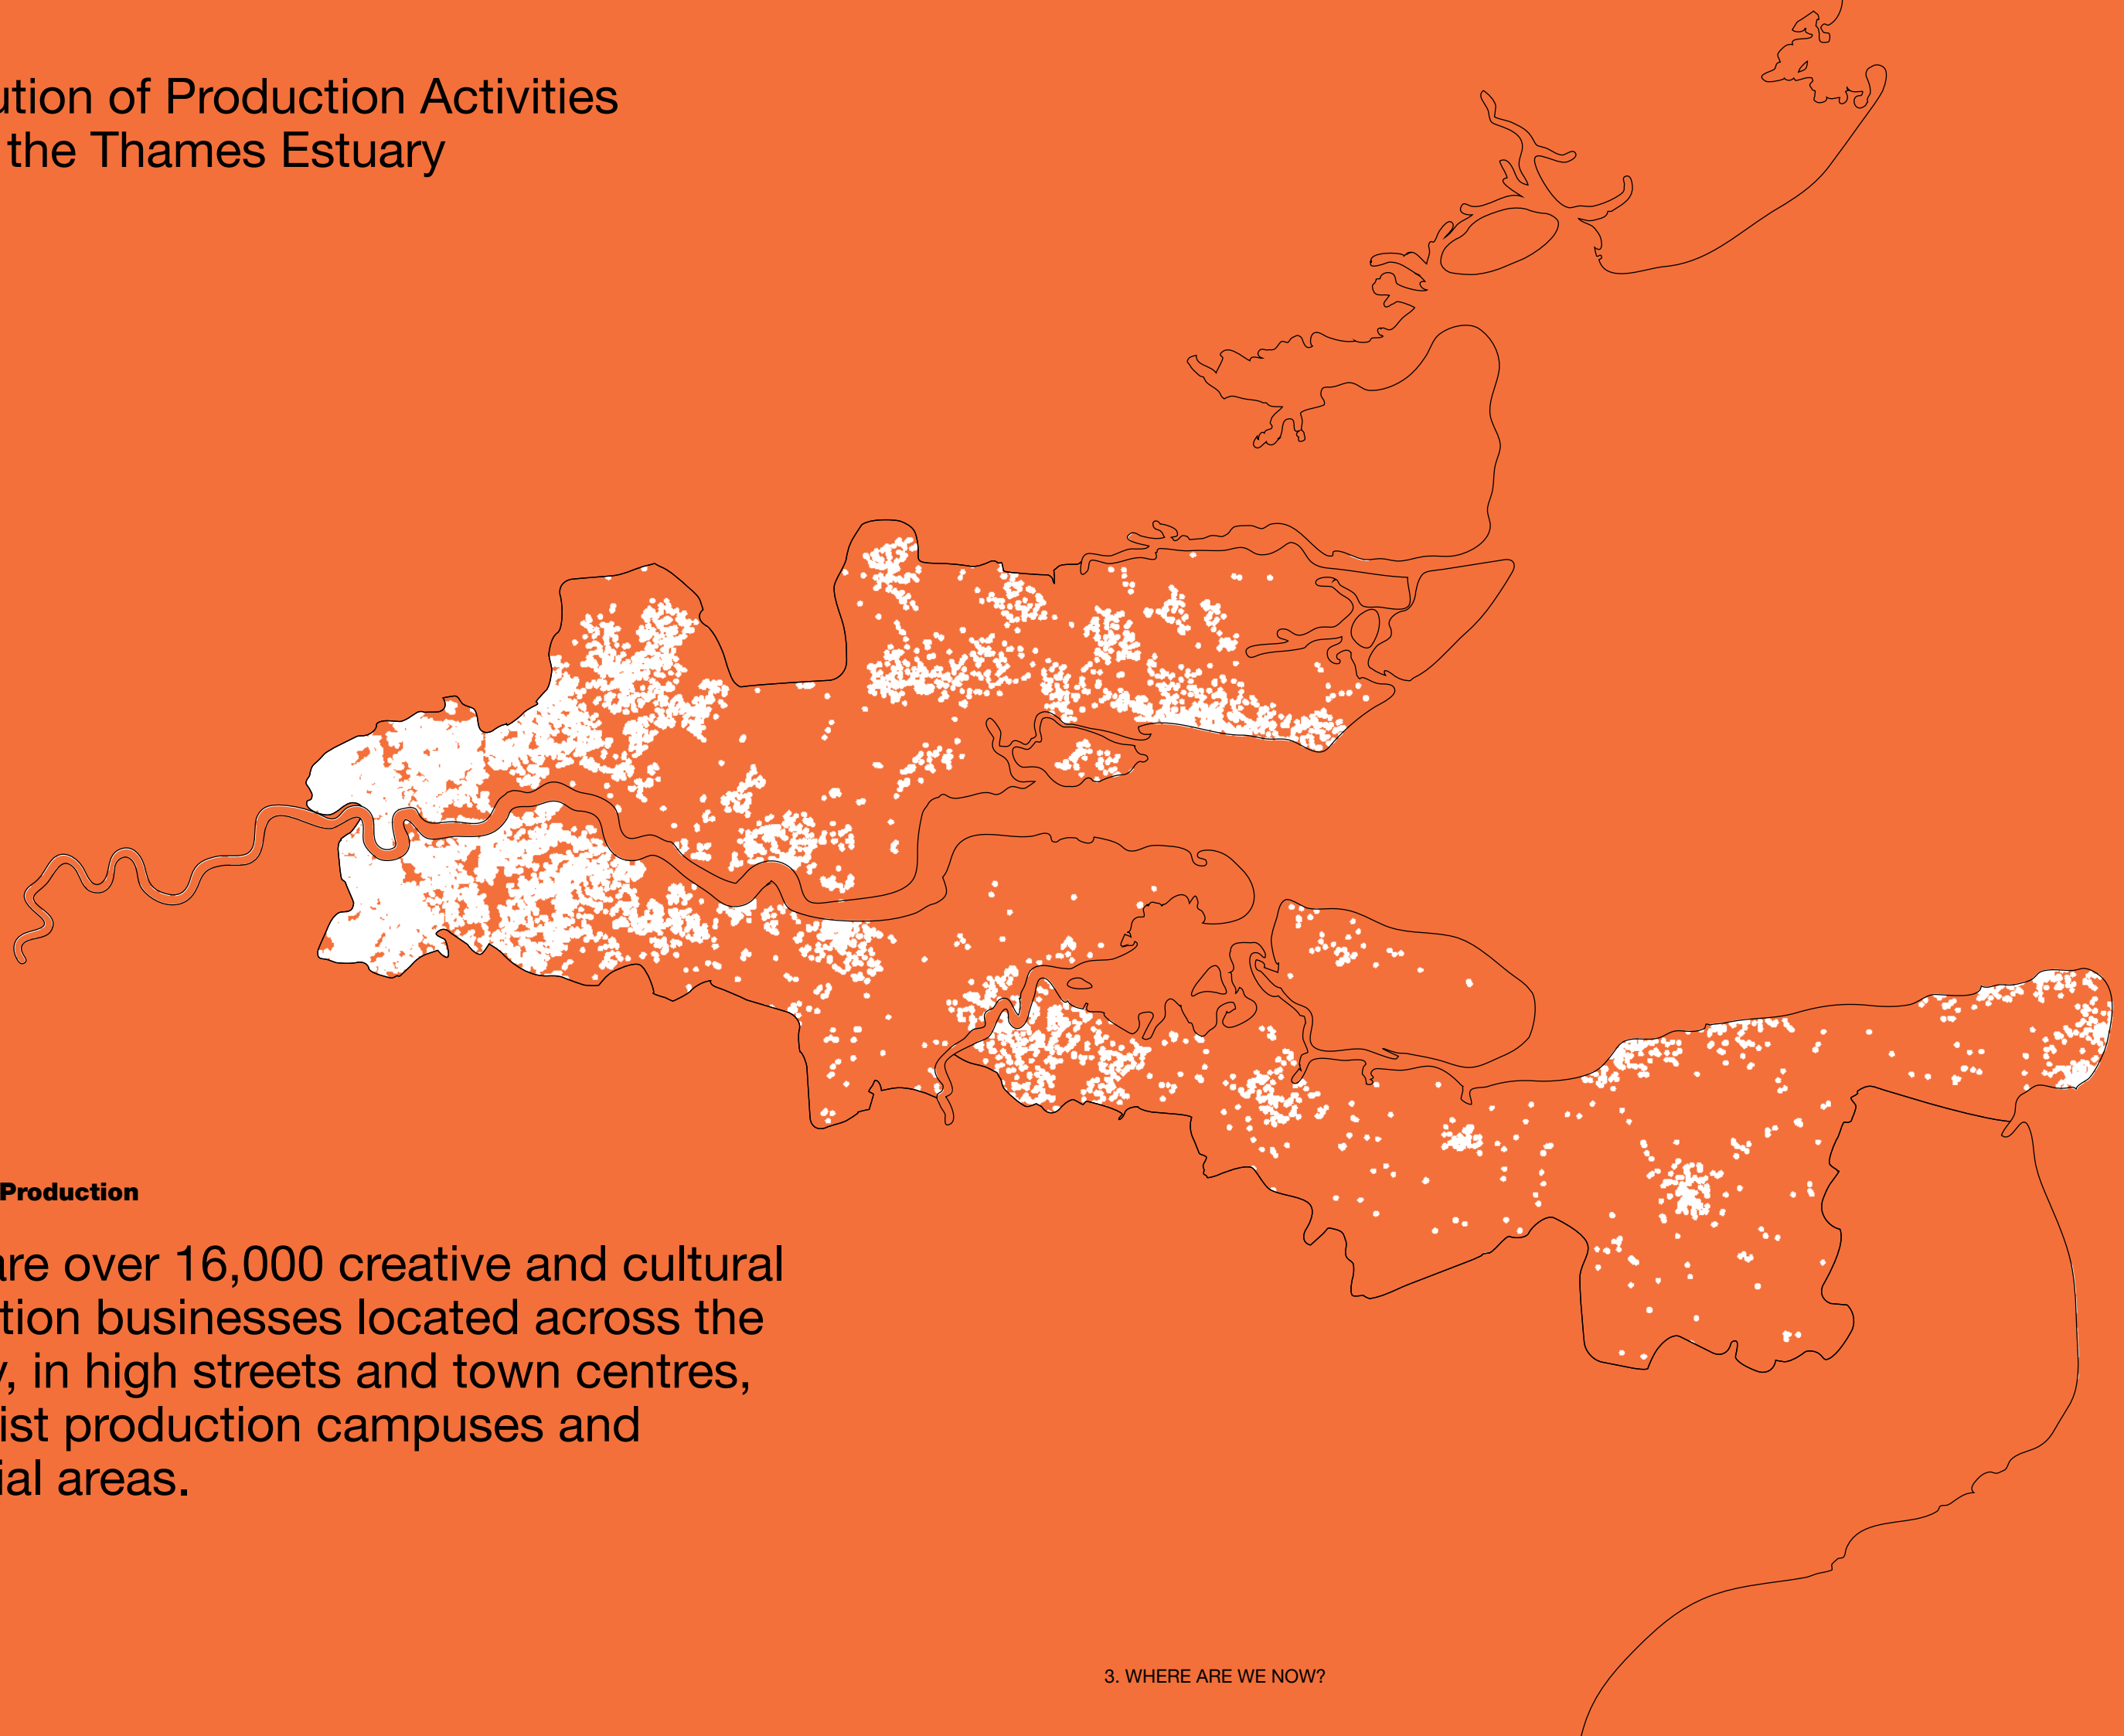 ution of Production Activities
the Thames Estuary
Production
are over 16,000 creative and cultural
tion businesses located across the
y, in high streets and town centres,
ist production campuses and
ial areas.
3. WHERE ARE WE NOW?